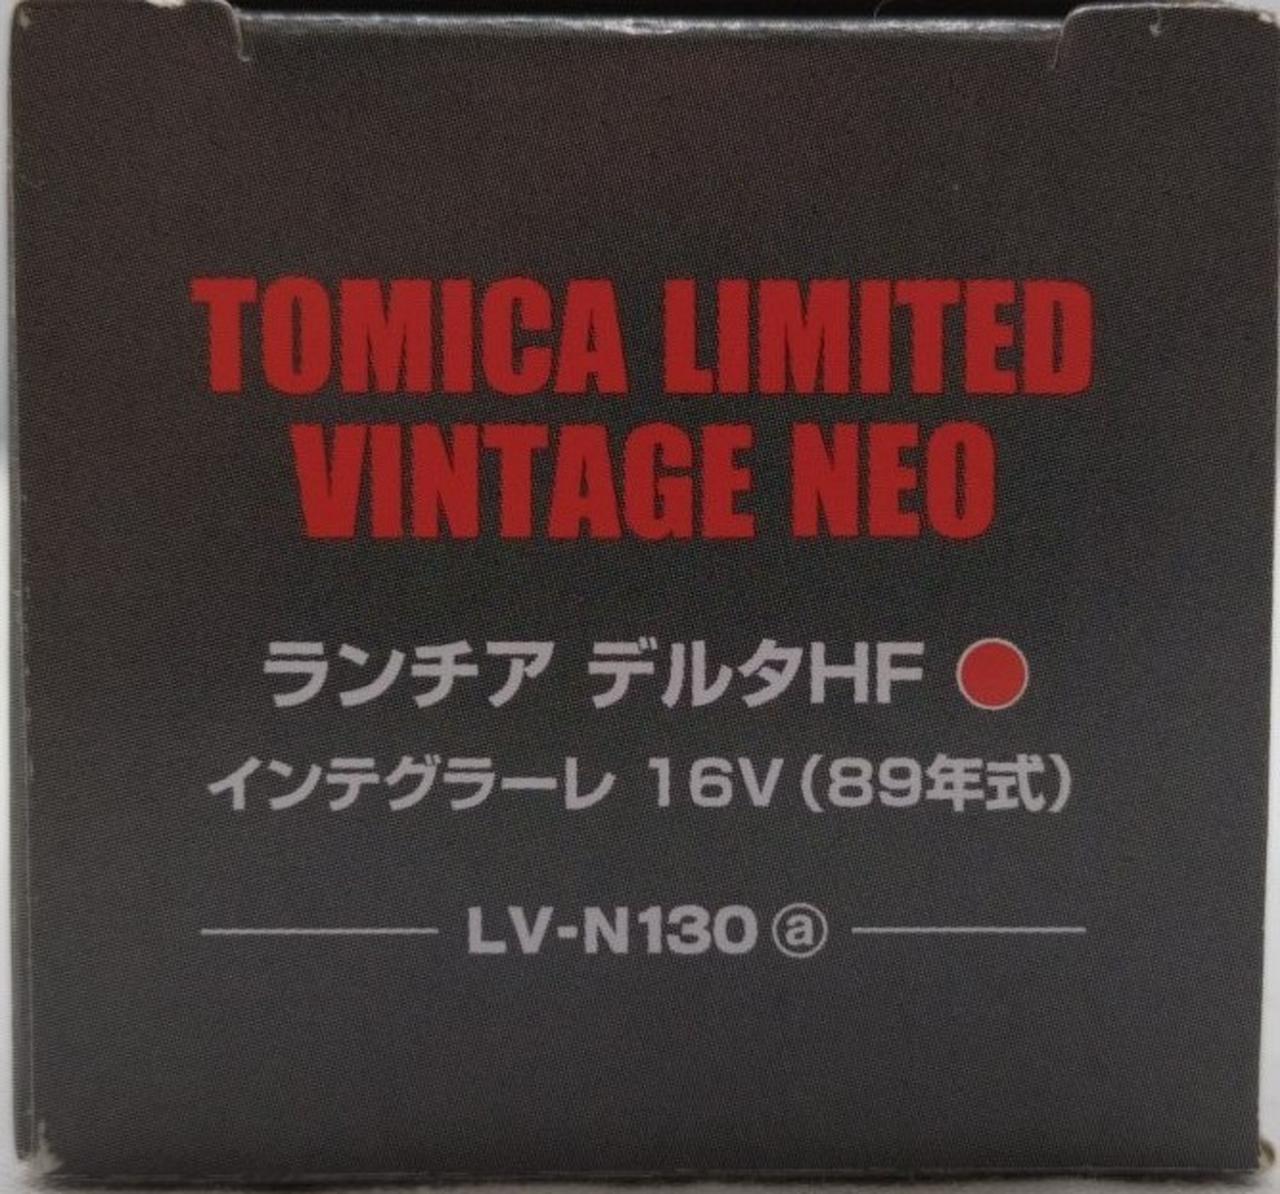 TOMICA LIMITED
VINTAGE NEO
ランチア デルタHF
インテグラーレ 16V(89年式)
LV-N130 ⓐ